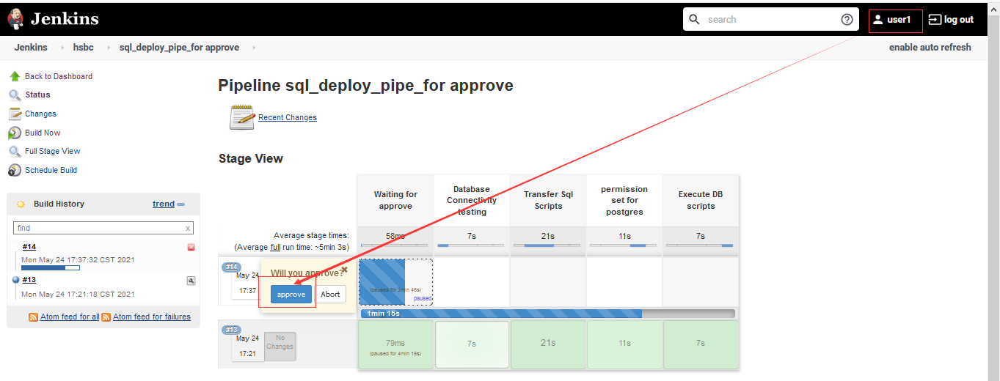 Jenkins
search
user1
log out
Jenkins
hsbc
sql_deploy_pipe_for approve
enable auto refresh
Back to Dashboard
Status
Changes
Build Now
Full Stage View
Schedule Build
Build History
trend
find
x
#14
Mon May 24 17:37:32 CST 2021
#13
Mon May 24 17:21:18 CST 2021
Atom feed for all
Atom feed for failures
Pipeline sql_deploy_pipe_for approve
Recent Changes
Stage View
Waiting for
approve
Database
Connectivity
testing
Transfer Sql
Scripts
permission
set for
postgres
Execute DB
scripts
Average stage times:
(Average full run time: ~5min 3s)
58ms
7s
21s
11s
7s
#14
May 24
17:37
Will you approve?
approve
Abort
(paused for 3min 46s)
paused
1min 15s
#13
May 24
17:21
No
Changes
79ms
(paused for 4min 15s)
7s
21s
11s
7s